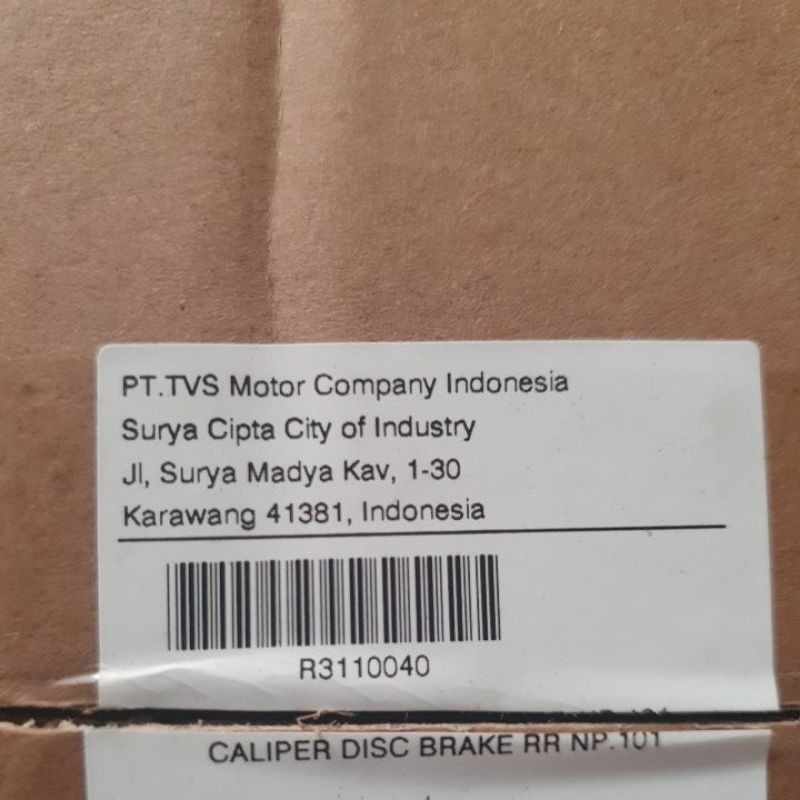 PT.TVS Motor Company Indonesia
Surya Cipta City of Industry
Jl, Surya Madya Kav, 1-30
Karawang 41381, Indonesia
R3110040
CALIPER DISC BRAKE RR NP.101